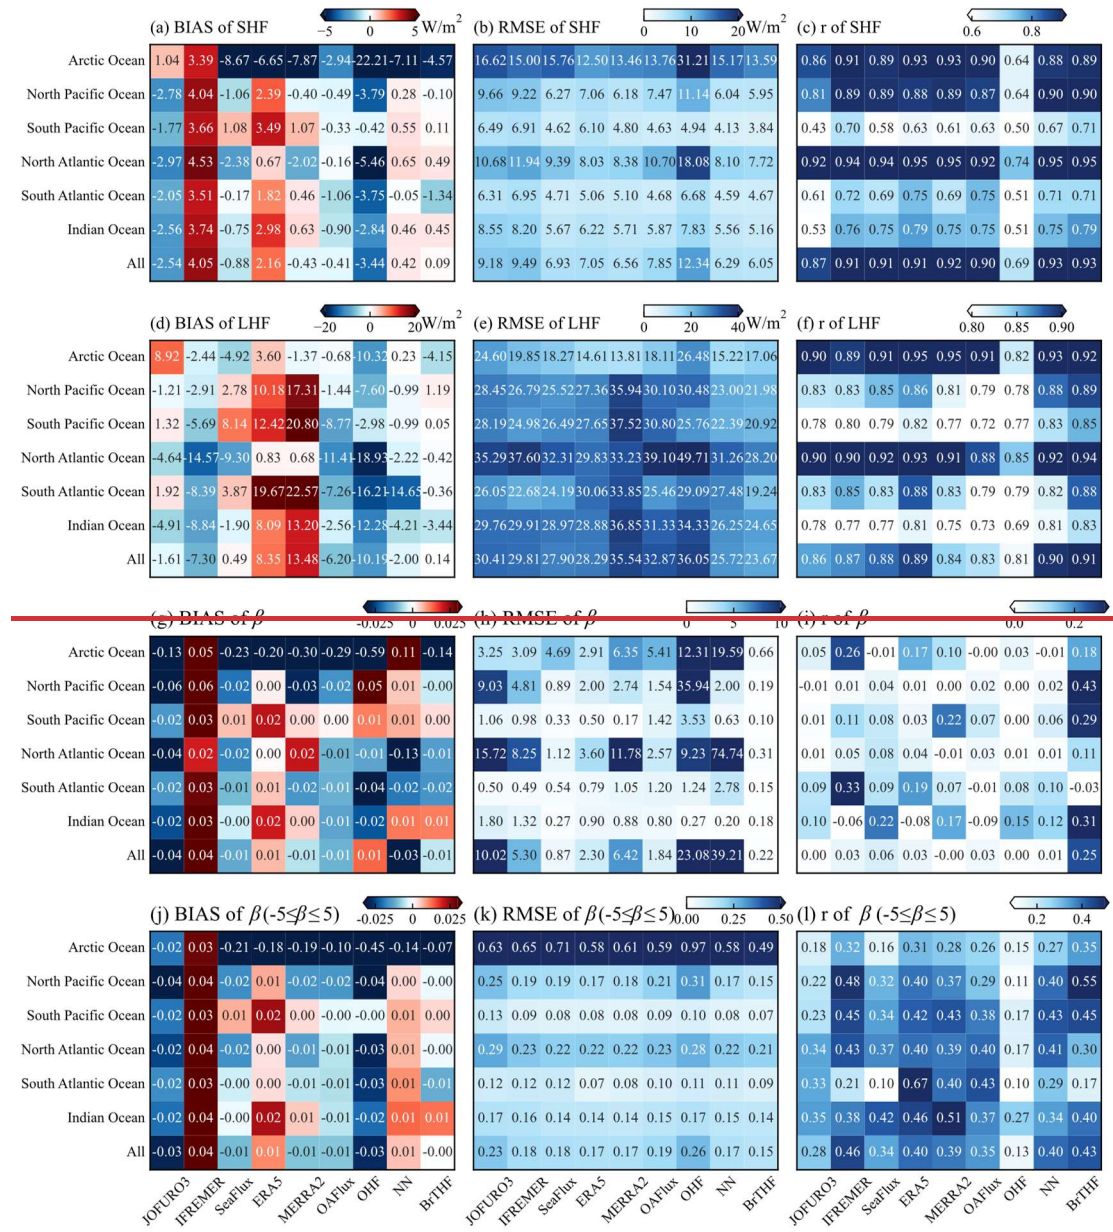 (a) BIAS of SHF −5 0 5 W/m² (b) RMSE of SHF 0 10 20 W/m² (c) r of SHF 0.6 0.8
Arctic Ocean 1.04 3.39 -8.67 -6.65 -7.87 -2.94 -22.21 -7.11 -4.57 16.62 15.00 15.76 12.50 13.46 13.76 31.21 15.17 13.59 0.86 0.91 0.89 0.93 0.93 0.90 0.64 0.88 0.89
North Pacific Ocean -2.78 4.04 -1.06 2.39 -0.40 -0.49 -3.79 0.28 -0.10 9.66 9.22 6.27 7.06 6.18 7.47 11.14 6.04 5.95 0.81 0.89 0.89 0.88 0.89 0.87 0.64 0.90 0.90
South Pacific Ocean -1.77 3.66 1.08 3.49 1.07 -0.33 -0.42 0.55 0.11 6.49 6.91 4.62 6.10 4.80 4.63 4.94 4.13 3.84 0.43 0.70 0.58 0.63 0.61 0.63 0.50 0.67 0.71
North Atlantic Ocean -2.97 4.53 -2.38 0.67 -2.02 -0.16 -5.46 0.65 0.49 10.68 11.94 9.39 8.03 8.38 10.70 18.08 8.10 7.72 0.92 0.94 0.94 0.95 0.95 0.92 0.74 0.95 0.95
South Atlantic Ocean -2.05 3.51 -0.17 1.82 0.46 -1.06 -3.75 -0.05 -1.34 6.31 6.95 4.71 5.06 5.10 4.68 6.68 4.59 4.67 0.61 0.72 0.69 0.75 0.69 0.75 0.51 0.71 0.71
Indian Ocean -2.56 3.74 -0.75 2.98 0.63 -0.90 -2.84 0.46 0.45 8.55 8.20 5.67 6.22 5.71 5.87 7.83 5.56 5.16 0.53 0.76 0.75 0.79 0.75 0.75 0.51 0.75 0.79
All -2.54 4.05 -0.88 2.16 -0.43 -0.41 -3.44 0.42 0.09 9.18 9.49 6.93 7.05 6.56 7.85 12.34 6.29 6.05 0.87 0.91 0.91 0.91 0.92 0.90 0.69 0.93 0.93
(d) BIAS of LHF −20 0 20 W/m² (e) RMSE of LHF 0 20 40 W/m² (f) r of LHF 0.80 0.85 0.90
Arctic Ocean 8.92 -2.44 -4.92 3.60 -1.37 -0.68 -10.32 0.23 -4.15 24.60 19.85 18.27 14.61 13.81 18.11 26.48 15.22 17.06 0.90 0.89 0.91 0.95 0.95 0.91 0.82 0.93 0.92
North Pacific Ocean -1.21 -2.91 2.78 10.18 17.31 -1.44 -7.60 -0.99 1.19 28.45 26.79 25.52 27.36 35.94 30.10 30.48 23.00 21.98 0.83 0.83 0.85 0.86 0.81 0.79 0.78 0.88 0.89
South Pacific Ocean 1.32 -5.69 8.14 12.42 20.80 -8.77 -2.98 -0.99 0.05 28.19 24.98 26.49 27.65 37.52 30.80 25.76 22.39 20.92 0.78 0.80 0.79 0.82 0.77 0.72 0.77 0.83 0.85
North Atlantic Ocean -4.64 -14.57 -9.30 0.83 0.68 -11.41 -18.93 -2.22 -0.42 35.29 37.60 32.31 29.83 33.23 39.10 49.71 31.26 28.20 0.90 0.90 0.92 0.93 0.91 0.88 0.85 0.92 0.94
South Atlantic Ocean 1.92 -8.39 3.87 19.67 22.57 -7.26 -16.21 -14.65 -0.36 26.05 22.68 24.19 30.06 33.85 25.46 29.09 27.48 19.24 0.83 0.85 0.83 0.88 0.83 0.79 0.79 0.82 0.88
Indian Ocean -4.91 -8.84 -1.90 8.09 13.20 -2.56 -12.28 -4.21 -3.44 29.76 29.91 28.97 28.88 36.85 31.33 34.33 26.25 24.65 0.78 0.77 0.77 0.81 0.75 0.73 0.69 0.81 0.83
All -1.61 -7.30 0.49 8.35 13.48 -6.20 -10.19 -2.00 0.14 30.41 29.81 27.90 28.29 35.54 32.87 36.05 25.72 23.67 0.86 0.87 0.88 0.89 0.84 0.83 0.81 0.90 0.91
(g) BIAS of β -0.025 0 0.025 (h) RMSE of β 0 5 10 (i) r of β 0.0 0.2
Arctic Ocean -0.13 0.05 -0.23 -0.20 -0.30 -0.29 -0.59 0.11 -0.14 3.25 3.09 4.69 2.91 6.35 5.41 12.31 19.59 0.66 0.05 0.26 -0.01 0.17 0.10 -0.00 0.03 -0.01 0.18
North Pacific Ocean -0.06 0.06 -0.02 0.00 -0.03 -0.02 0.05 0.01 -0.00 9.03 4.81 0.89 2.00 2.74 1.54 35.94 2.00 0.19 -0.01 0.01 0.04 0.01 0.00 0.02 0.00 0.02 0.43
South Pacific Ocean -0.02 0.03 0.01 0.02 0.00 0.00 0.01 0.01 0.00 1.06 0.98 0.33 0.50 0.17 1.42 3.53 0.63 0.10 0.01 0.11 0.08 0.03 0.22 0.07 0.00 0.06 0.29
North Atlantic Ocean -0.04 0.02 -0.02 0.00 0.02 -0.01 -0.01 -0.13 -0.01 15.72 8.25 1.12 3.60 11.78 2.57 9.23 74.74 0.31 0.01 0.05 0.08 0.04 -0.01 0.03 0.01 0.01 0.11
South Atlantic Ocean -0.02 0.03 -0.01 0.01 -0.02 -0.01 -0.04 -0.02 -0.02 0.50 0.49 0.54 0.79 1.05 1.20 1.24 2.78 0.15 0.09 0.33 0.09 0.19 0.07 -0.01 0.08 0.10 -0.03
Indian Ocean -0.02 0.03 -0.00 0.02 0.00 -0.01 -0.02 0.01 0.01 1.80 1.32 0.27 0.90 0.88 0.80 0.27 0.20 0.18 0.10 -0.06 0.22 -0.08 0.17 -0.09 0.15 0.12 0.31
All -0.04 0.04 -0.01 0.01 -0.01 -0.01 0.01 -0.03 -0.01 10.02 5.30 0.87 2.30 6.42 1.84 23.08 39.21 0.22 0.00 0.03 0.06 0.03 -0.00 0.03 0.00 0.01 0.25
(j) BIAS of β (-5≤β≤ 5) -0.025 0 0.025 (k) RMSE of β (-5≤β≤ 5) 0.00 0.25 0.50 (l) r of β (-5≤β≤ 5) 0.2 0.4
Arctic Ocean -0.02 0.03 -0.21 -0.18 -0.19 -0.10 -0.45 -0.14 -0.07 0.63 0.65 0.71 0.58 0.61 0.59 0.97 0.58 0.49 0.18 0.32 0.16 0.31 0.28 0.26 0.15 0.27 0.35
North Pacific Ocean -0.04 0.04 -0.02 0.01 -0.02 -0.02 -0.04 0.00 -0.00 0.25 0.19 0.19 0.17 0.18 0.21 0.31 0.17 0.15 0.22 0.48 0.32 0.40 0.37 0.29 0.11 0.40 0.55
South Pacific Ocean -0.02 0.03 0.01 0.02 0.00 -0.00 -0.00 0.01 0.00 0.13 0.09 0.08 0.08 0.08 0.09 0.10 0.08 0.07 0.23 0.45 0.34 0.42 0.43 0.38 0.17 0.43 0.45
North Atlantic Ocean -0.02 0.04 -0.02 0.00 -0.01 -0.01 -0.03 0.01 -0.00 0.29 0.23 0.22 0.22 0.22 0.23 0.28 0.22 0.21 0.34 0.43 0.37 0.40 0.39 0.40 0.17 0.41 0.30
South Atlantic Ocean -0.02 0.03 -0.00 0.00 -0.01 -0.01 -0.03 0.01 -0.01 0.12 0.12 0.12 0.07 0.08 0.10 0.11 0.11 0.09 0.33 0.21 0.10 0.67 0.40 0.43 0.10 0.29 0.17
Indian Ocean -0.02 0.04 -0.00 0.02 0.01 -0.01 -0.02 0.01 0.01 0.17 0.16 0.14 0.14 0.14 0.15 0.17 0.15 0.14 0.35 0.38 0.42 0.46 0.51 0.37 0.27 0.34 0.40
All -0.03 0.04 -0.01 0.01 -0.01 -0.01 -0.03 0.01 -0.00 0.23 0.18 0.18 0.17 0.17 0.19 0.26 0.17 0.15 0.28 0.46 0.34 0.40 0.39 0.35 0.13 0.40 0.43
JOFURO3 IFREMER SeaFlux ERA5 MERRA2 OAFlux OHF NN BrTHF JOFURO3 IFREMER SeaFlux ERA5 MERRA2 OAFlux OHF NN BrTHF JOFURO3 IFREMER SeaFlux ERA5 MERRA2 OAFlux OHF NN BrTHF